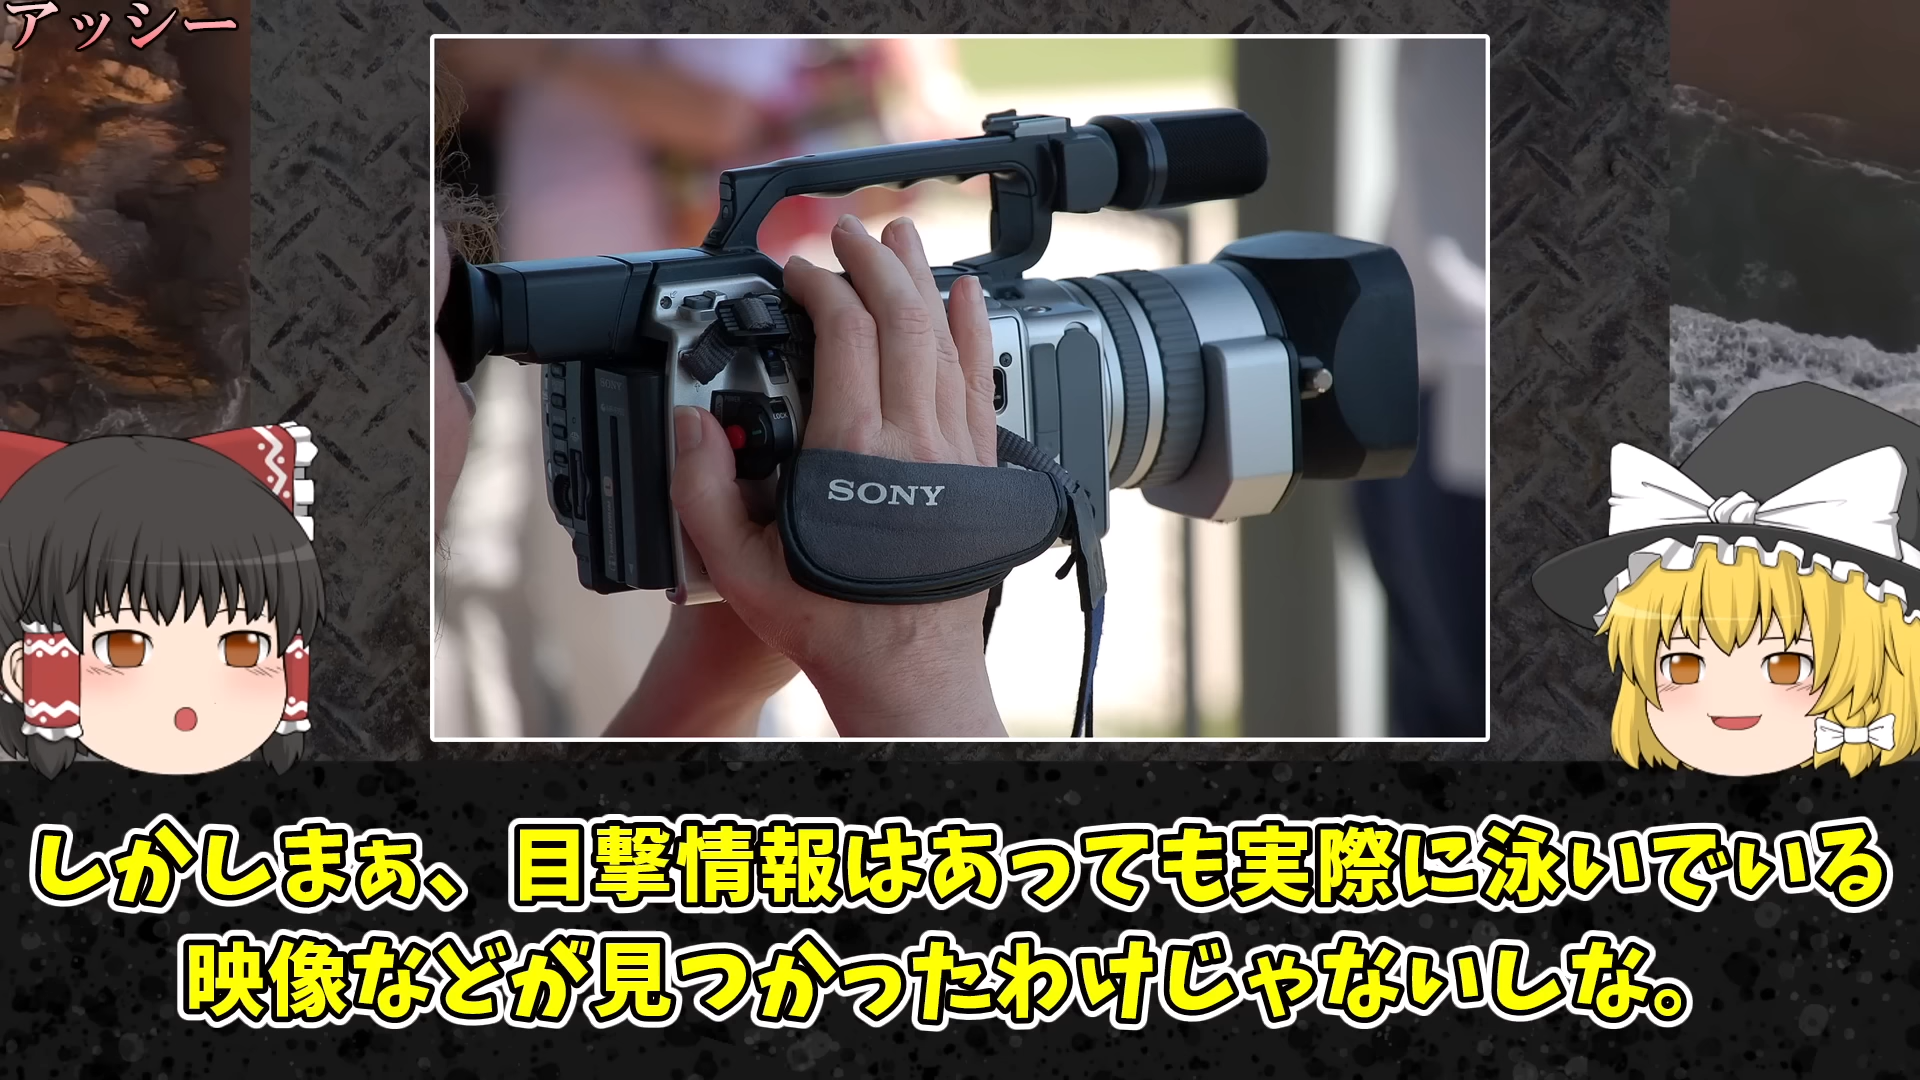 アッシー
SONY
LOCK
しかしまぁ、目撃情報はあっても実際に泳いでいる
映像などが見つかったわけじゃないしな。